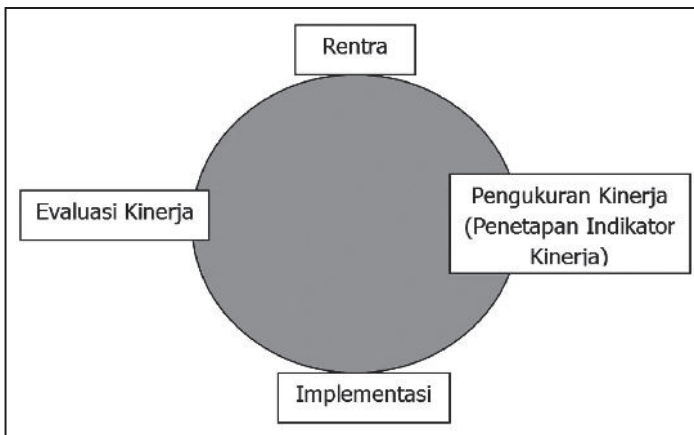 Rentra
Evaluasi Kinerja
Pengukuran Kinerja
(Penetapan Indikator
Kinerja)
Implementasi